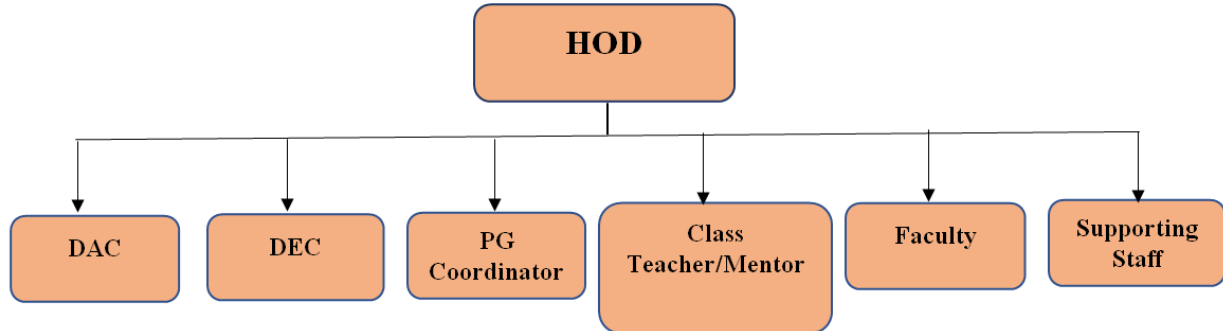 HOD
DAC
DEC
PG
Coordinator
Class
Teacher/Mentor
Faculty
Supporting
Staff